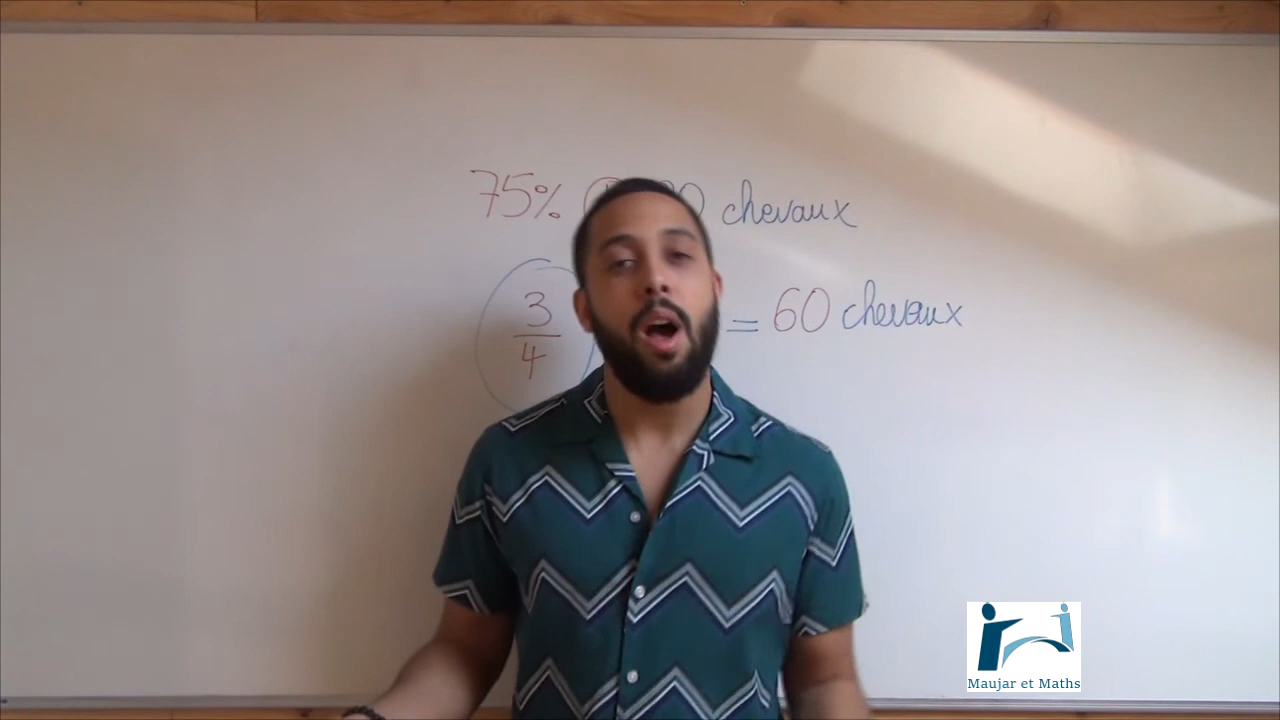 75% chevaux
3
4
= 60 chevaux
Maujar et Maths